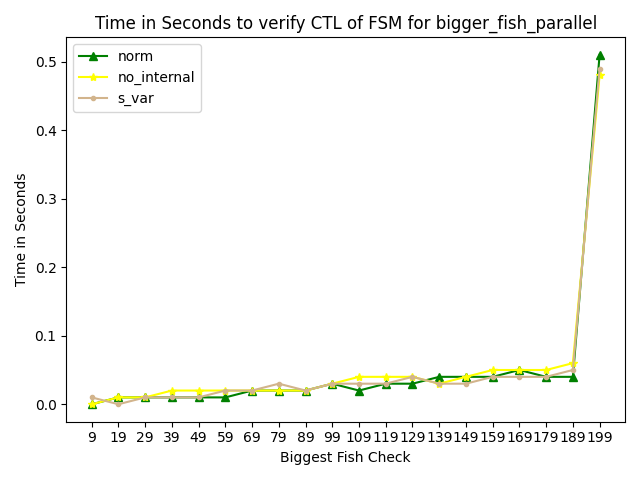 Time in Seconds to verify CTL of FSM for bigger_fish_parallel
norm
no_internal
s_var
0.5
0.4
0.3
0.2
0.1
0.0
Time in Seconds
9 19 29 39 49 59 69 79 89 99 109 119 129 139 149 159 169 179 189 199
Biggest Fish Check